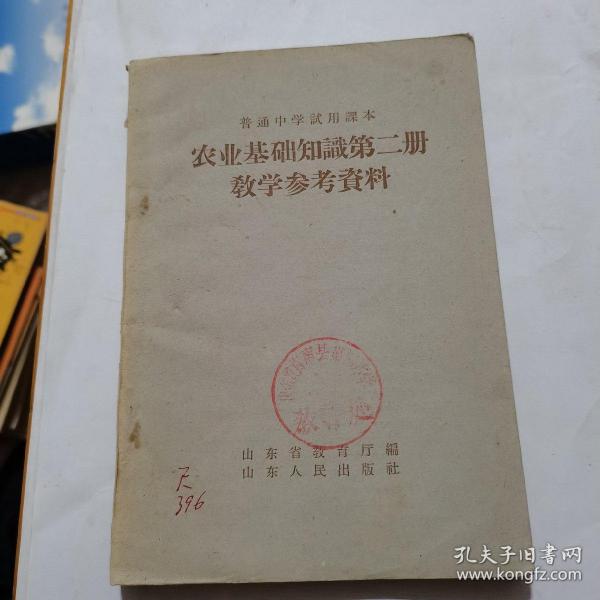 普通中学試用課本
农业基础知識第二册
教学参考資料
山东省教育厅編
山东人民出版社
396
孔夫子旧书网
www.kongfz.com